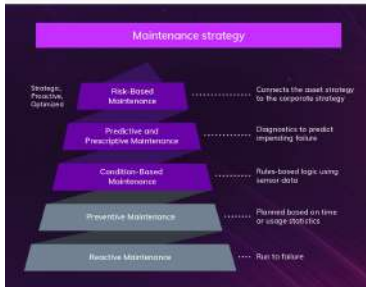 Maintenance strategy
Strategic,
Proactive,
Optimized
Risk-Based
Maintenance
Connects the asset strategy
to the corporate strategy
Predictive and
Prescriptive Maintenance
Diagnostics to predict
impending failure
Condition-Based
Maintenance
Rules-based logic using
sensor data
Preventive Maintenance
Planned based on time
or usage statistics
Reactive Maintenance
Run to failure